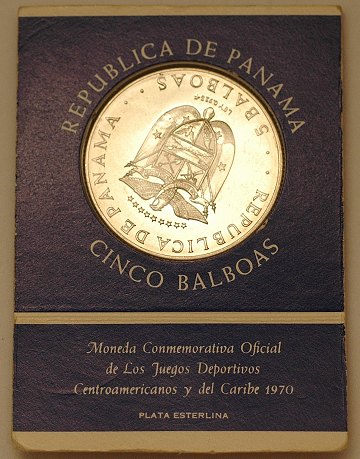 REPUBLICA DE PANAMA
REPUBLICA DE PANAMA
5 BALBOAS
CINCO BALBOAS
Moneda Conmemorativa Oficial
de Los Juegos Deportivos
Centroamericanos y del Caribe 1970
PLATA ESTERLINA